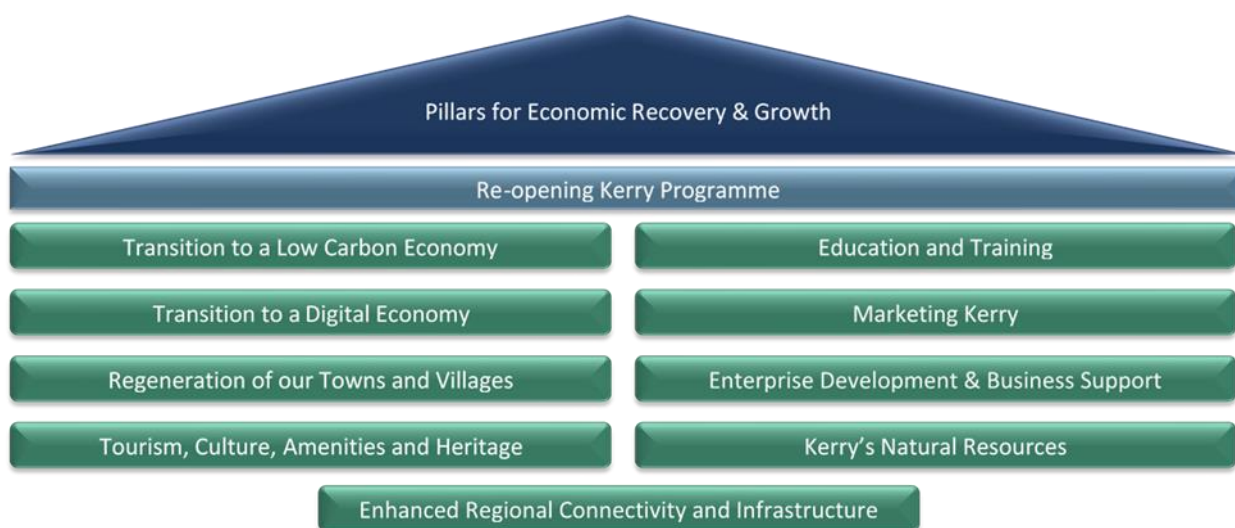 Pillars for Economic Recovery & Growth
Re-opening Kerry Programme
Transition to a Low Carbon Economy
Education and Training
Transition to a Digital Economy
Marketing Kerry
Regeneration of our Towns and Villages
Enterprise Development & Business Support
Tourism, Culture, Amenities and Heritage
Kerry’s Natural Resources
Enhanced Regional Connectivity and Infrastructure